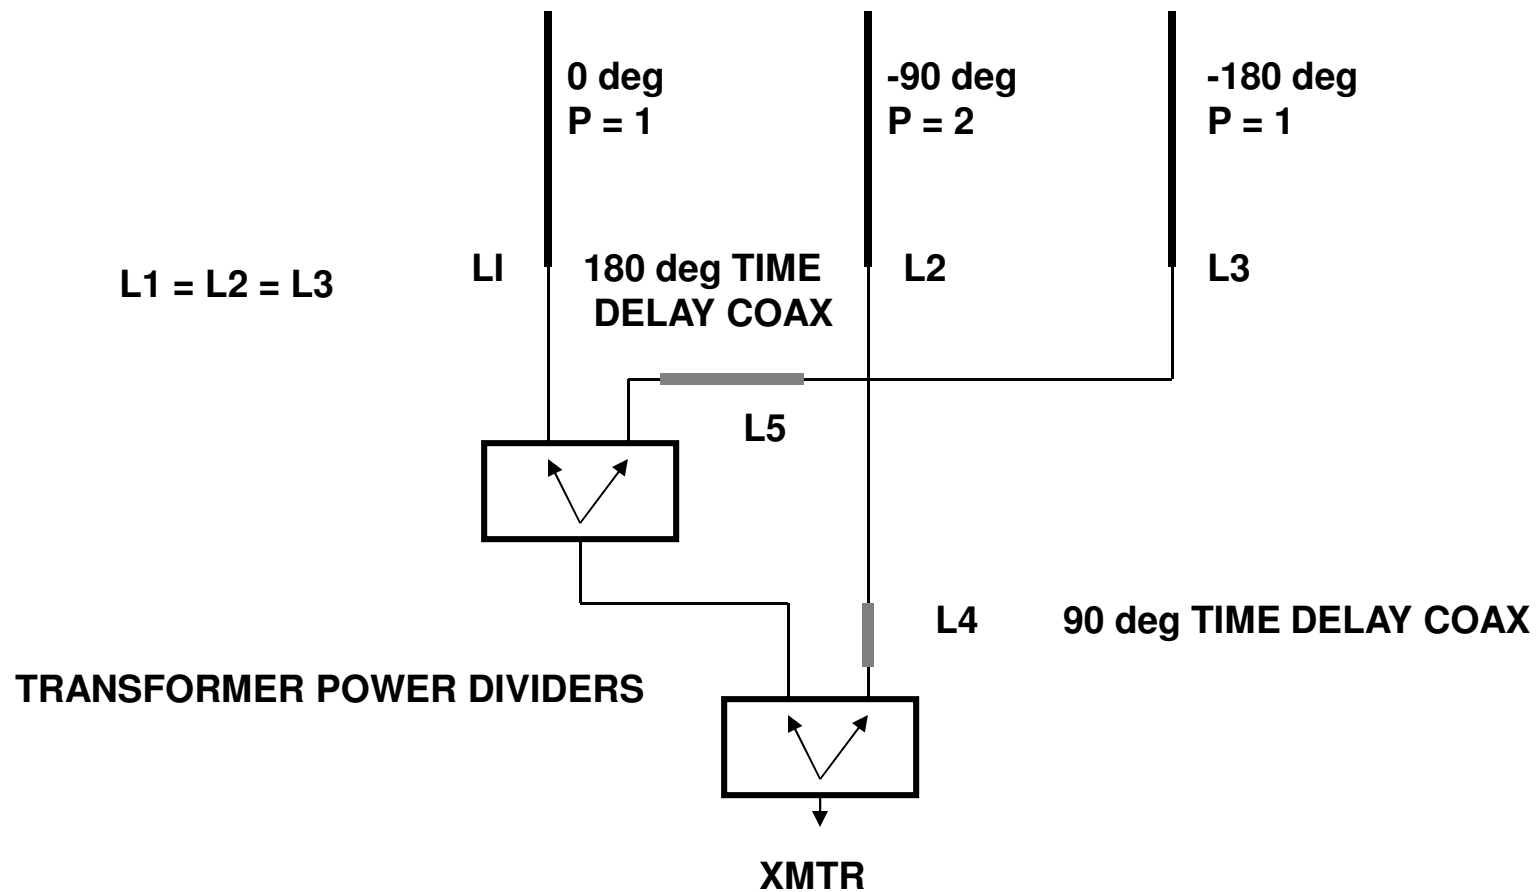 0 deg
P = 1
-90 deg
P = 2
-180 deg
P = 1
L1 = L2 = L3
LI
180 deg TIME
DELAY COAX
L2
L3
L5
L4
90 deg TIME DELAY COAX
TRANSFORMER POWER DIVIDERS
XMTR